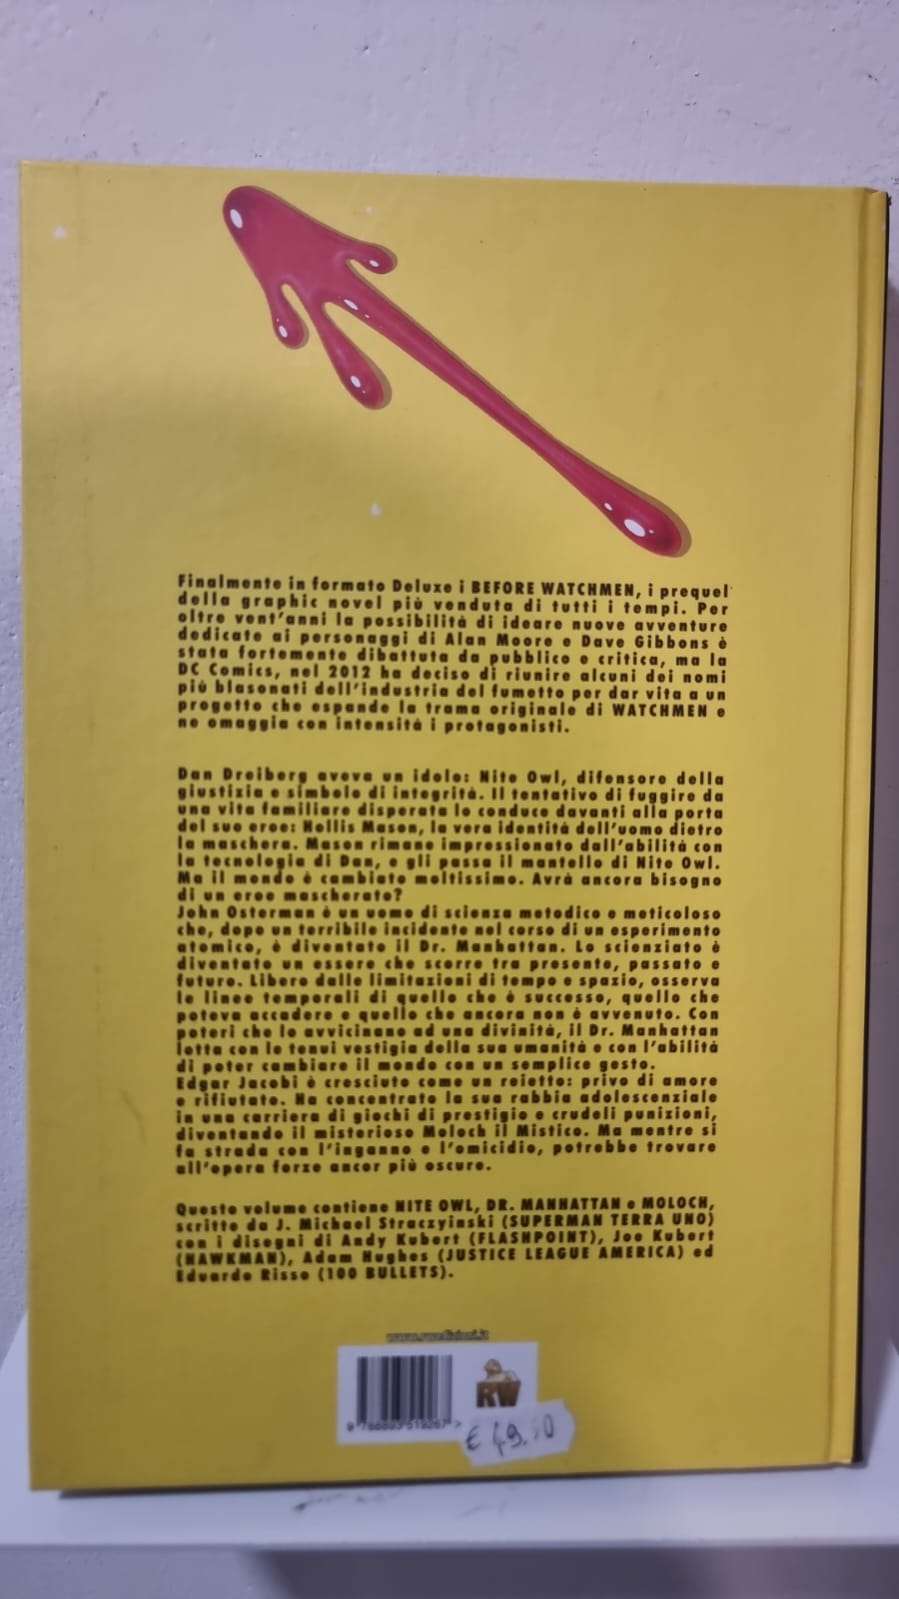 Finalmente in formato Deluxe i BEFORE WATCHMEN, i prequel
della graphic novel più venduta di tutti i tempi. Per
oltre vent'anni la possibilità di ideare nuove avventure
dedicate ai personaggi di Alan Moore e Dave Gibbons è
stata fortemente dibattuta da pubblico e critica, ma la
DC Comics, nel 2012 ha deciso di riunire alcuni dei nomi
più blasonati dell'industria del fumetto per dar vita a un
progetto che espande la trama originale di WATCHMEN e
ne omaggia con intensità i protagonisti.
Dan Dreiberg aveva un idolo: Nite Owl, difensore della
giustizia e simbolo di integrità. Il tentativo di fuggire da
una vita familiare disperata lo conduce davanti alla porta
del suo eroe: Hollis Mason, la vera identità dell'uomo dietro
la maschera. Mason rimane impressionato dall'abilità con
la tecnologia di Dan, e gli passa il mantello di Nite Owl.
Ma il mondo è cambiato moltissimo. Avrà ancora bisogno
di un eroe mascherato?
John Osterman è un uomo di scienza metodico e meticoloso
che, dopo un terribile incidente nel corso di un esperimento
atomico, è diventato il Dr. Manhattan. Lo scienziato è
diventato un essere che scorre tra presente, passato e
futuro. Libero dalle limitazioni di tempo e spazio, osserva
le linee temporali di quello che è successo, quello che
poteva accadere e quello che ancora non è avvenuto. Con
poteri che lo avvicinano ad una divinità, il Dr. Manhattan
lotta con le tenui vestigia della sua umanità e con l'abilità
di poter cambiare il mondo con un semplice gesto.
Edgar Jacobi è cresciuto come un reietto: privo di amore
e rifiutato. Ha concentrato la sua rabbia adolescenziale
in una carriera di giochi di prestigio e crudeli punizioni,
diventando il misterioso Moloch il Mistico. Ma mentre si
fa strada con l'inganno e l'omicidio, potrebbe trovare
all'opera forze ancor più oscure.
Questo volume contiene NITE OWL, DR. MANHATTAN e MOLOCH,
scritto da J. Michael Straczyinski (SUPERMAN TERRA UNO)
con i disegni di Andy Kubert (FLASHPOINT), Joe Kubert
(HAWKMAN), Adam Hughes (JUSTICE LEAGUE AMERICA) ed
Eduardo Risso (100 BULLETS).
www.rwedizioni.it
RW